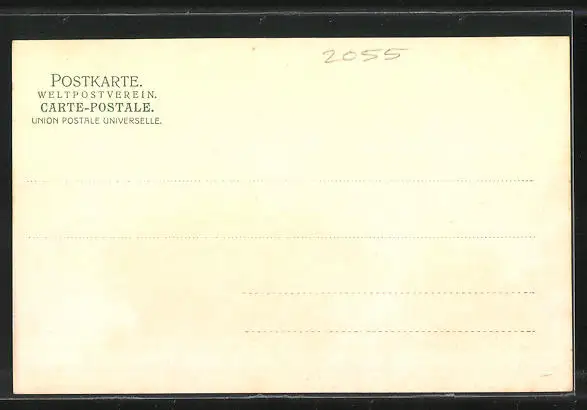 2055
POSTKARTE.
WELTPOSTVEREIN.
CARTE-POSTALE.
UNION POSTALE UNIVERSELLE.